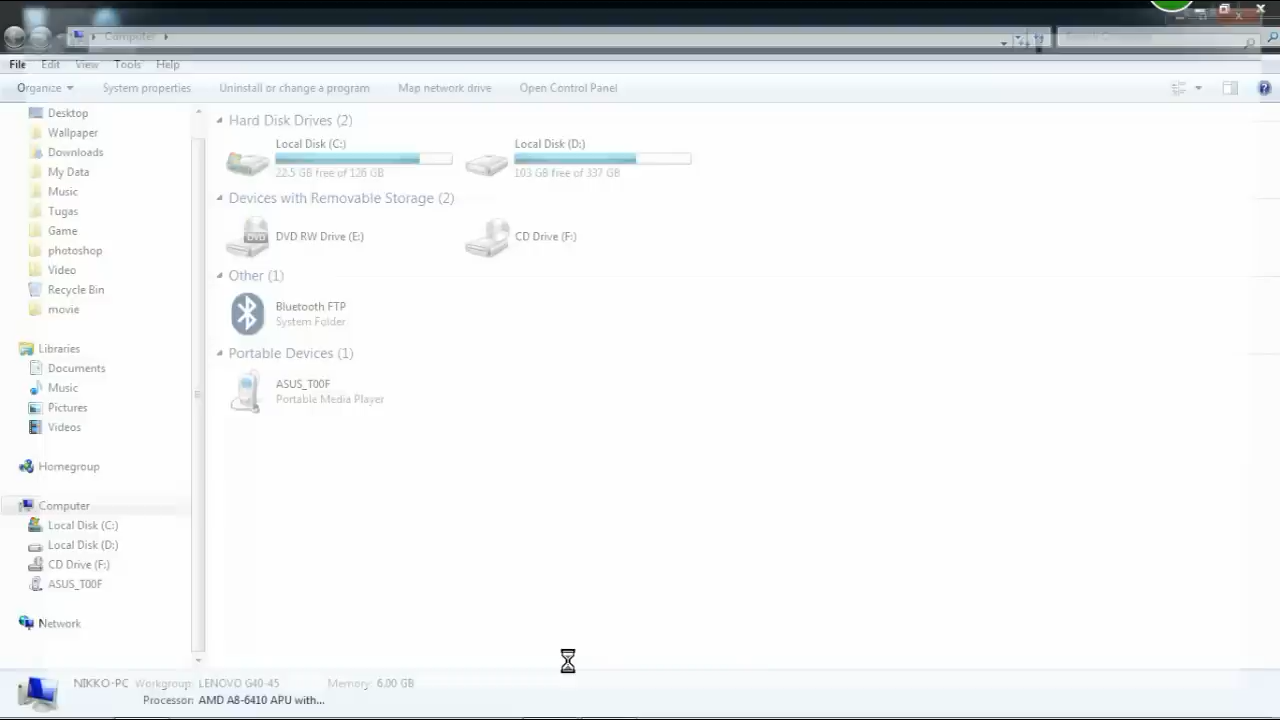 Computer
Search Computer
File Edit View Tools Help
Organize System properties Uninstall or change a program Map network drive Open Control Panel
Desktop
Wallpaper
Downloads
My Data
Music
Tugas
Game
photoshop
Video
Recycle Bin
movie
Libraries
Documents
Music
Pictures
Videos
Homegroup
Computer
Local Disk (C:)
Local Disk (D:)
CD Drive (F:)
ASUS_T00F
Network
Hard Disk Drives (2)
Local Disk (C:)
22.5 GB free of 126 GB
Local Disk (D:)
103 GB free of 337 GB
Devices with Removable Storage (2)
DVD
DVD RW Drive (E:)
CD Drive (F:)
Other (1)
Bluetooth FTP
System Folder
Portable Devices (1)
ASUS_T00F
Portable Media Player
NIKKO-PC Workgroup: LENOVO G40-45 Memory: 6.00 GB
Processor: AMD A8-6410 APU with...